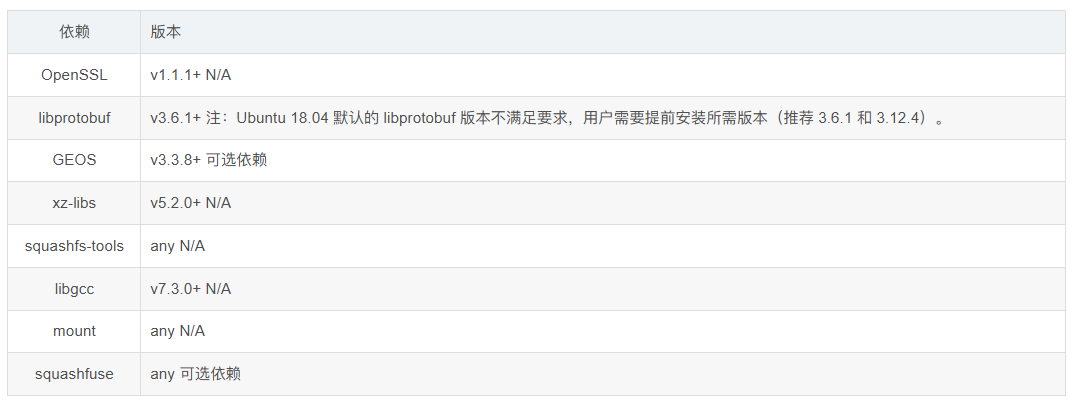 依赖 版本
OpenSSL v1.1.1+ N/A
libprotobuf v3.6.1+ 注：Ubuntu 18.04 默认的 libprotobuf 版本不满足要求，用户需要提前安装所需版本（推荐 3.6.1 和 3.12.4）。
GEOS v3.3.8+ 可选依赖
xz-libs v5.2.0+ N/A
squashfs-tools any N/A
libgcc v7.3.0+ N/A
mount any N/A
squashfuse any 可选依赖